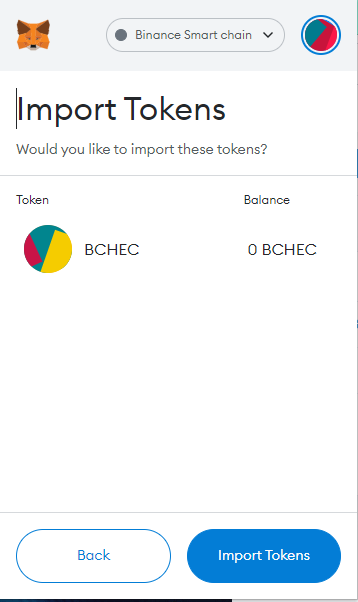 Binance Smart chain
Import Tokens
Would you like to import these tokens?
Token Balance
BCHEC 0 BCHEC
Back Import Tokens